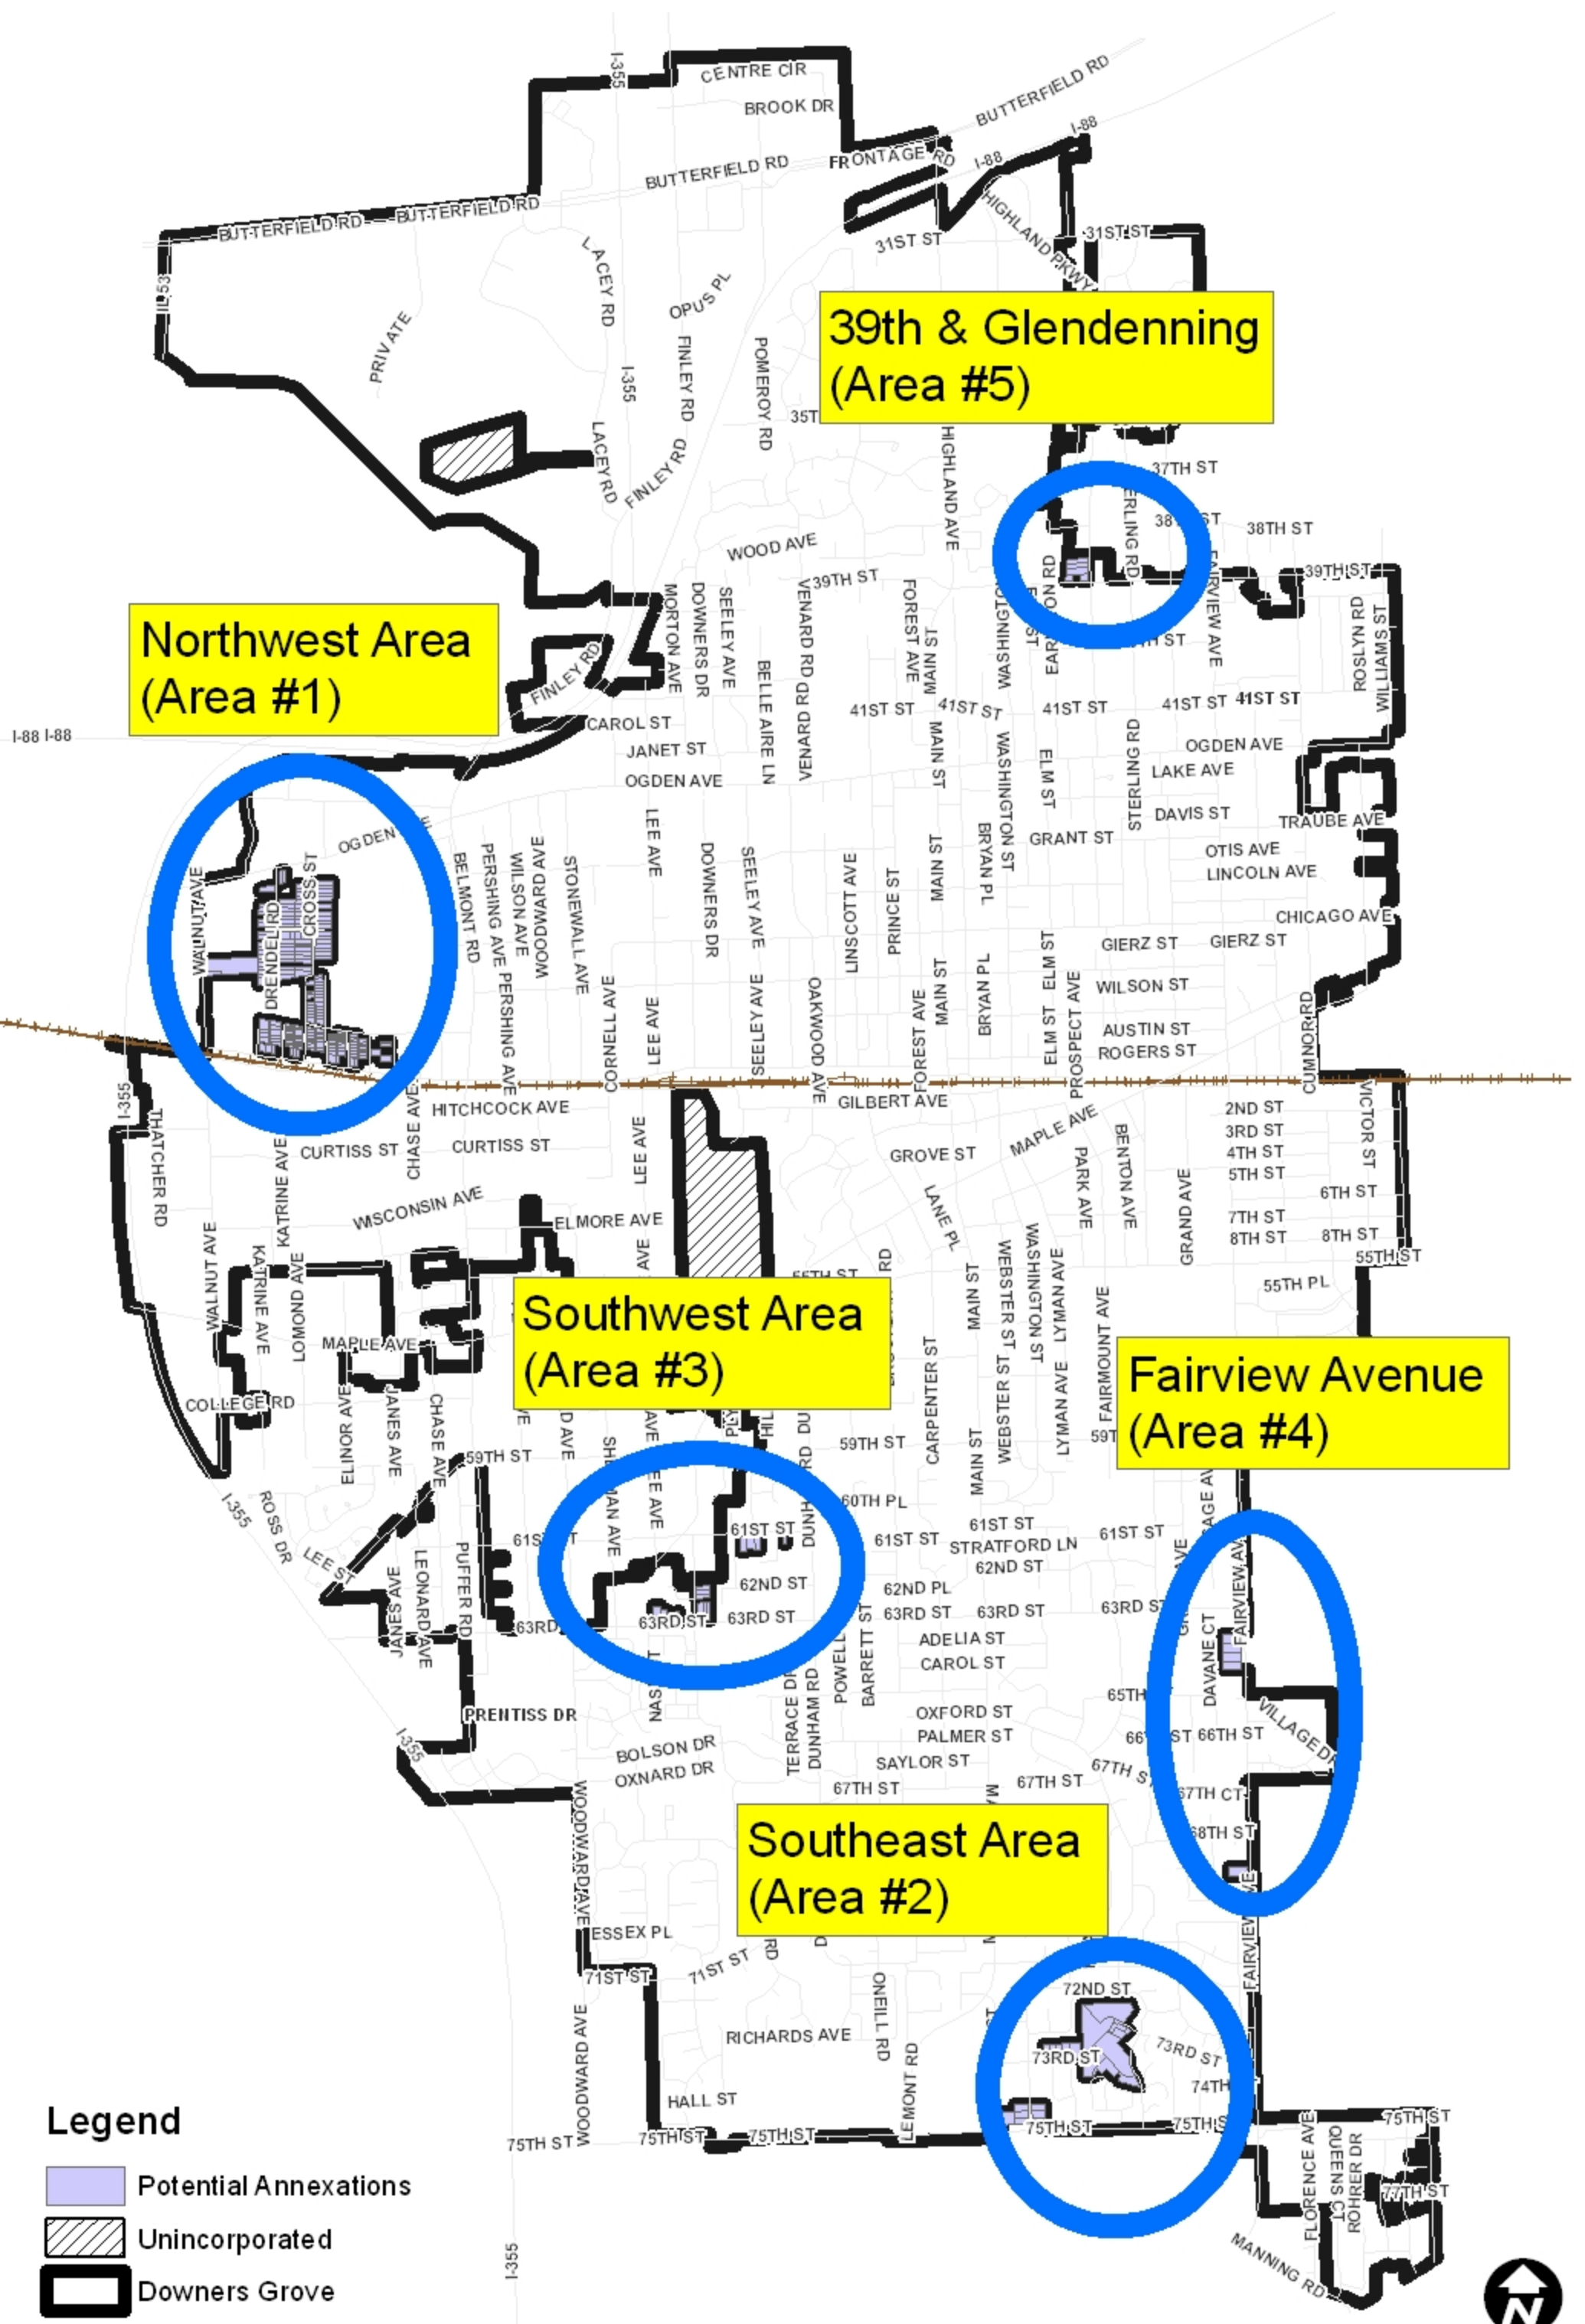 I-355
CENTRE CIR
BROOK DR
BUTTERFIELD RD
I-88
FRONTAGE RD
I-88
BUTTERFIELD RD
BUTTERFIELD RD
BUTTERFIELD RD
HIGHLAND PKWY
31ST ST
31ST ST
IL 53
LACEY RD
OPUS PL
PRIVATE
FINLEY RD
POMEROY RD
I-355
39th & Glendenning
(Area #5)
LACEY RD
FINLEY RD
HIGHLAND AVE
37TH ST
38TH ST
WOOD AVE
39TH ST
39TH ST
Northwest Area
(Area #1)
FINLEY RD
MORTON AVE
DOWNERS DR
SEELEY AVE
BELLE AIRE LN
VENARD RD
VENARD RD
FOREST AVE
MAIN ST
FAIRVIEW AVE
ROSLYN RD
WILLIAMS ST
41ST ST
41ST ST
41ST ST
41ST ST
41ST ST
I-88 I-88
CAROL ST
JANET ST
OGDEN AVE
MAIN ST
WASHINGTON ST
ELM ST
STERLING RD
OGDEN AVE
LAKE AVE
DAVIS ST
TRAUBE AVE
GRANT ST
OTIS AVE
LINCOLN AVE
CHICAGO AVE
WALNUT AVE
DRENDEL RD
CROSS ST
BELMONT RD
PERSHING AVE
WILSON AVE
WOODWARD AVE
STONEWALL AVE
LEE AVE
DOWNERS DR
SEELEY AVE
LINSCOTT AVE
PRINCE ST
MAIN ST
BRYAN PL
GIERZ ST
GIERZ ST
WILSON ST
AUSTIN ST
ROGERS ST
PERSHING AVE
CORNELL AVE
LEE AVE
SEELEY AVE
OAKWOOD AVE
FOREST AVE
MAIN ST
BRYAN PL
ELM ST
ELM ST
PROSPECT AVE
CUMNOR RD
I-355
THATCHER RD
CHASE AVE
HITCHCOCK AVE
CURTISS ST
CURTISS ST
LEE AVE
GILBERT AVE
GROVE ST
MAPLE AVE
BENTON AVE
PARK AVE
GRAND AVE
2ND ST
3RD ST
4TH ST
5TH ST
6TH ST
7TH ST
8TH ST
8TH ST
55TH ST
55TH PL
VICTOR ST
KATRINE AVE
WISCONSIN AVE
ELMORE AVE
WALNUT AVE
KATRINE AVE
LOMOND AVE
MAPLE AVE
COLLEGE RD
ELINOR AVE
JANES AVE
CHASE AVE
LANE PL
MAIN ST
WEBSTER ST
WASHINGTON ST
LYMAN AVE
Southwest Area
(Area #3)
CARPENTER ST
WEBSTER ST
LYMAN AVE
FAIRMOUNT AVE
Fairview Avenue
(Area #4)
59TH ST
59TH ST
MAIN ST
I-355
ROSS DR
LEE ST
JANES AVE
LEONARD AVE
PUFFER RD
60TH PL
61ST ST
61ST ST
61ST ST
61ST ST
STRATFORD LN
62ND ST
62ND ST
62ND PL
63RD ST
63RD ST
63RD ST
63RD ST
ADELIA ST
CAROL ST
BARRETT ST
DAVANE CT
PRENTISS DR
BOLSON DR
OXNARD DR
TERRACE DR
DUNHAM RD
OXFORD ST
PALMER ST
SAYLOR ST
66TH ST
VILLAGE DR
67TH ST
67TH ST
67TH CT
68TH ST
I-355
WOODWARD AVE
Southeast Area
(Area #2)
ESSEX PL
71ST ST
71ST ST
72ND ST
WOODWARD AVE
RICHARDS AVE
ONEILL RD
LEMONT RD
73RD ST
73RD ST
HALL ST
75TH ST
75TH ST
75TH ST
75TH ST
75TH ST
77TH ST
FLORENCE AVE
QUEENS CT
ROHRER DR
MANNING RD
I-355
Legend
Potential Annexations
Unincorporated
Downers Grove
N